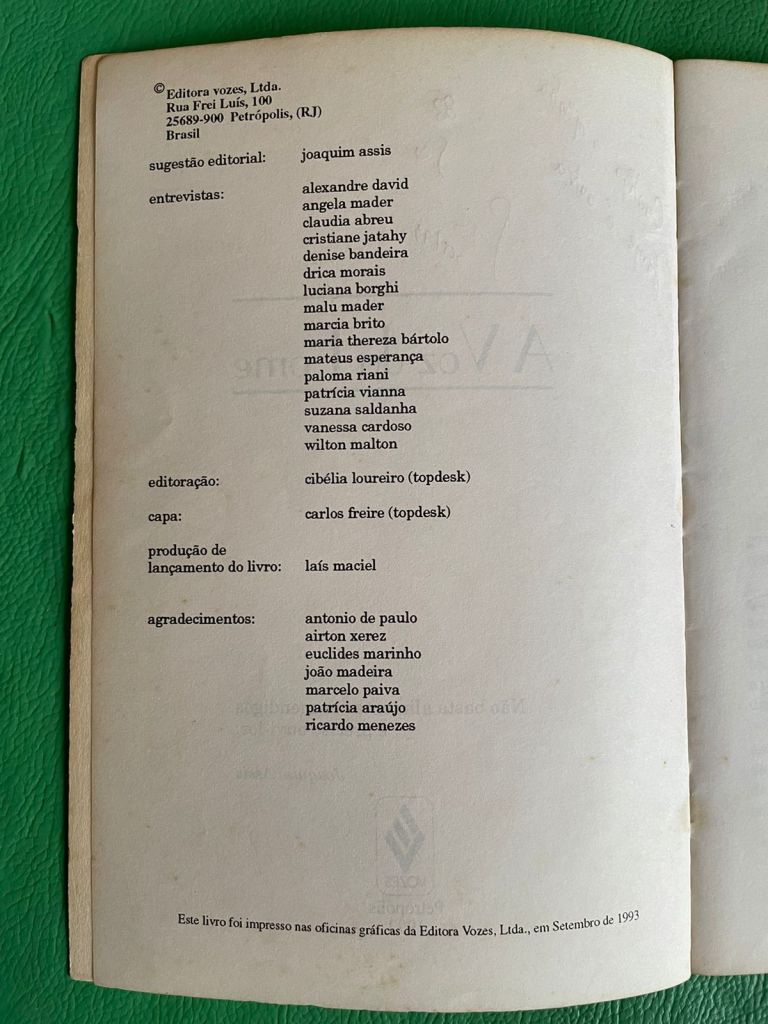 © Editora vozes, Ltda.
Rua Frei Luís, 100
25689-900 Petrópolis, (RJ)
Brasil
sugestão editorial: joaquim assis
entrevistas: alexandre david
angela mader
claudia abreu
cristiane jatahy
denise bandeira
drica morais
luciana borghi
malu mader
marcia brito
maria thereza bártolo
mateus esperança
paloma riani
patrícia vianna
suzana saldanha
vanessa cardoso
wilton malton
editoração: cibélia loureiro (topdesk)
capa: carlos freire (topdesk)
produção de
lançamento do livro: laís maciel
agradecimentos: antonio de paulo
airton xerez
euclides marinho
joão madeira
marcelo paiva
patrícia araújo
ricardo menezes
VOZES
Petrópolis
Este livro foi impresso nas oficinas gráficas da Editora Vozes, Ltda., em Setembro de 1993